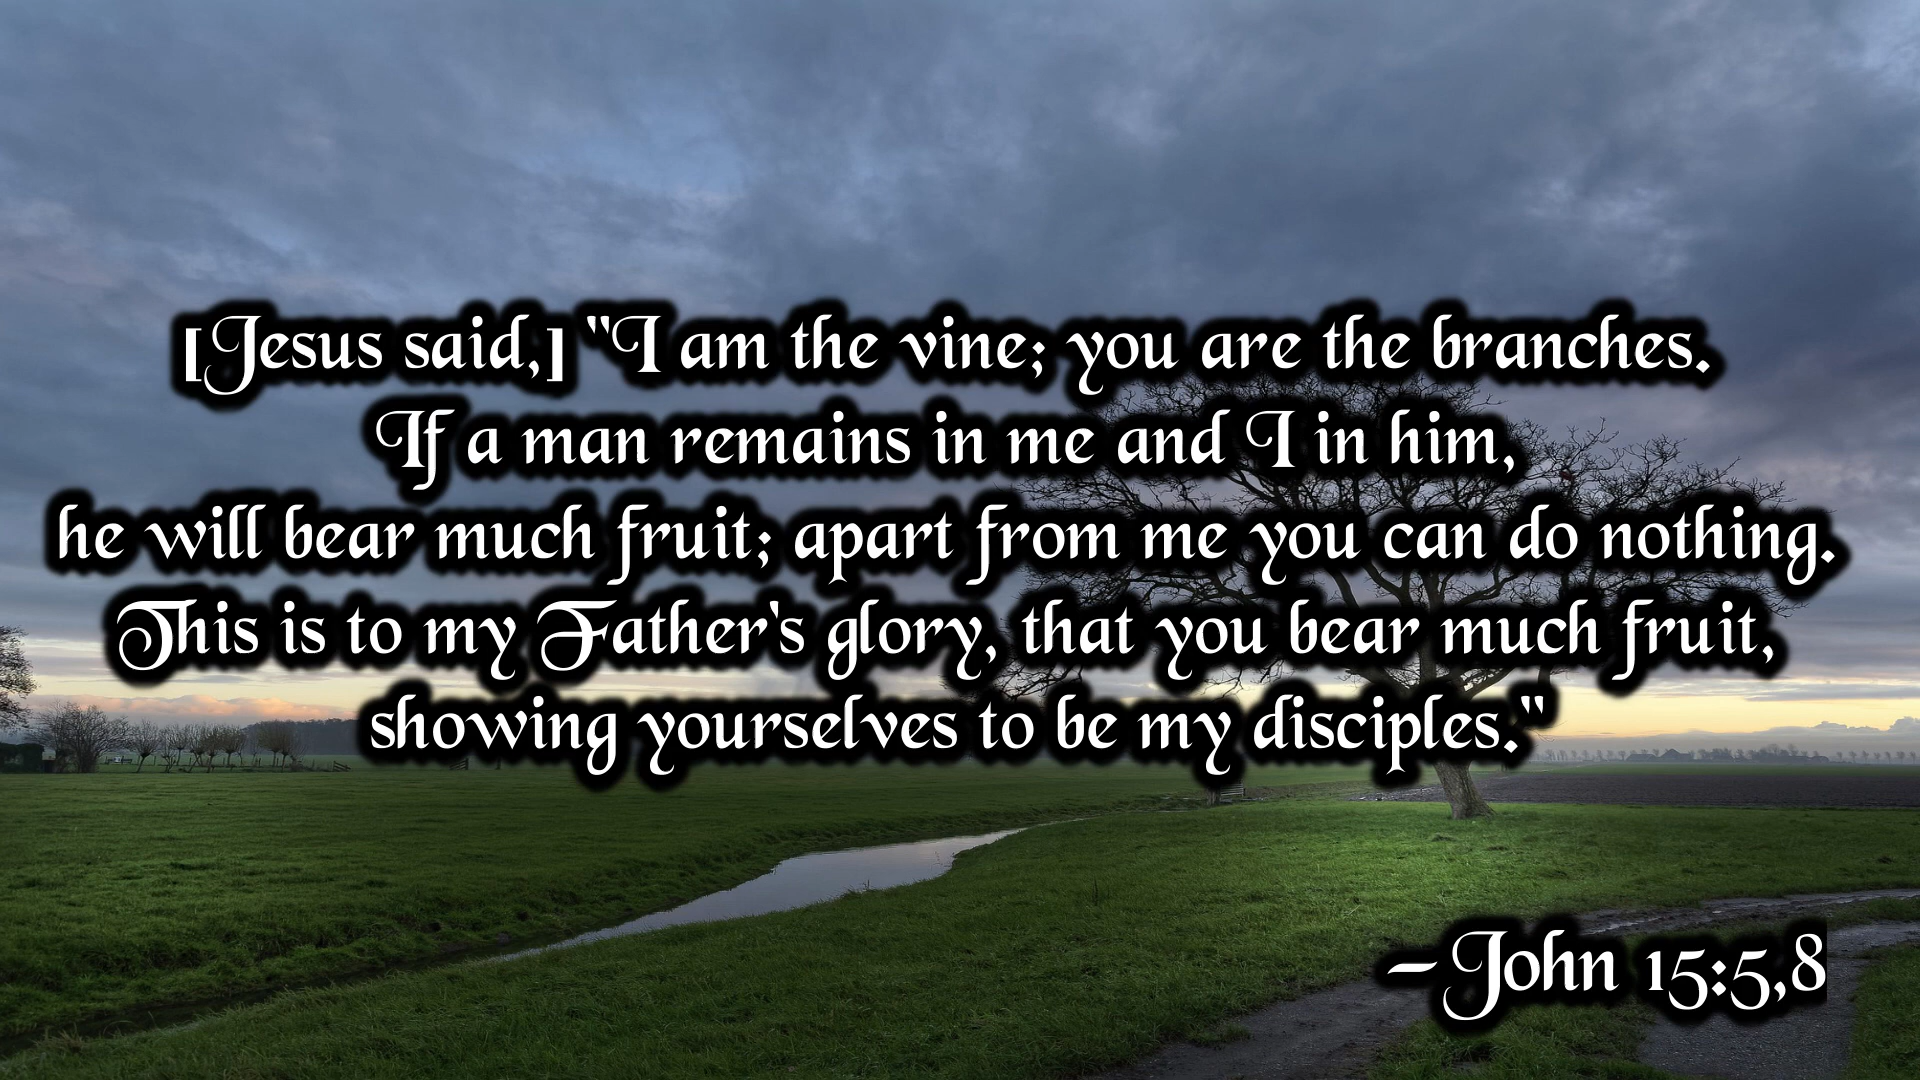 [Jesus said,] "I am the vine; you are the branches.
If a man remains in me and I in him,
he will bear much fruit; apart from me you can do nothing.
This is to my Father's glory, that you bear much fruit,
showing yourselves to be my disciples."
-John 15:5,8